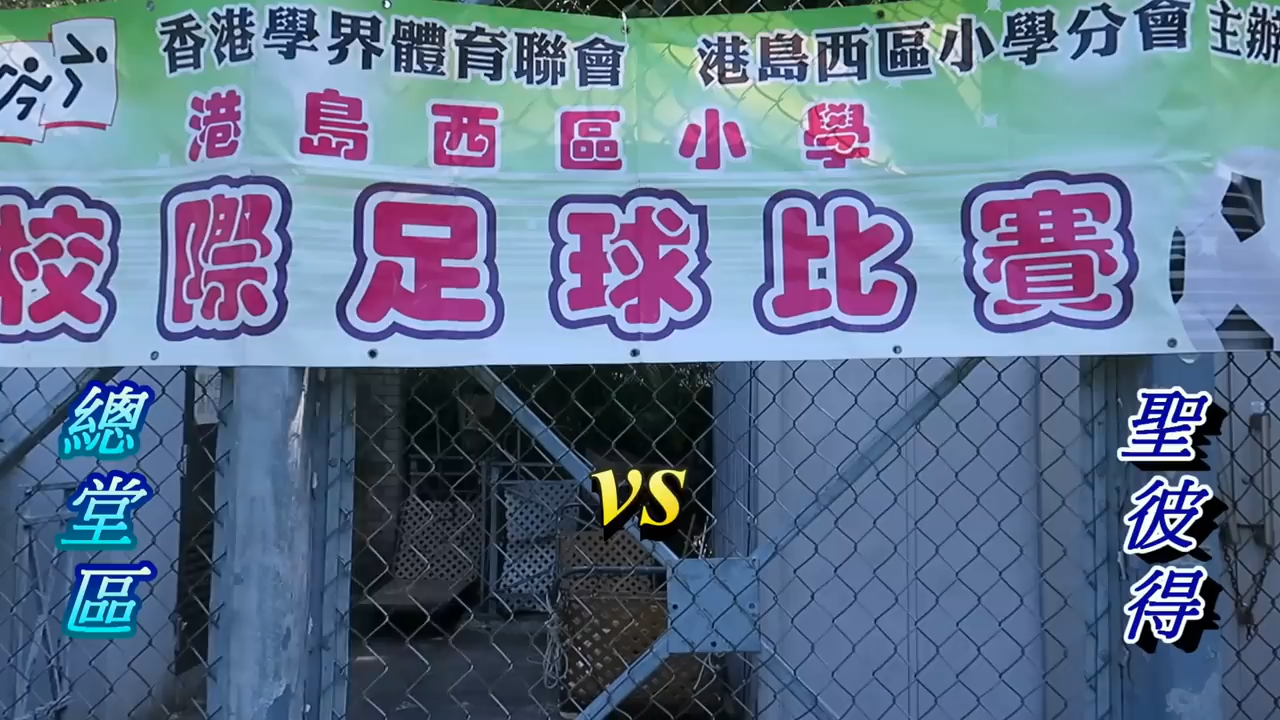 香港學界體育聯會 港島西區小學分會 主辦
港島西區小學
校際足球比賽
總堂區
vs
聖彼得